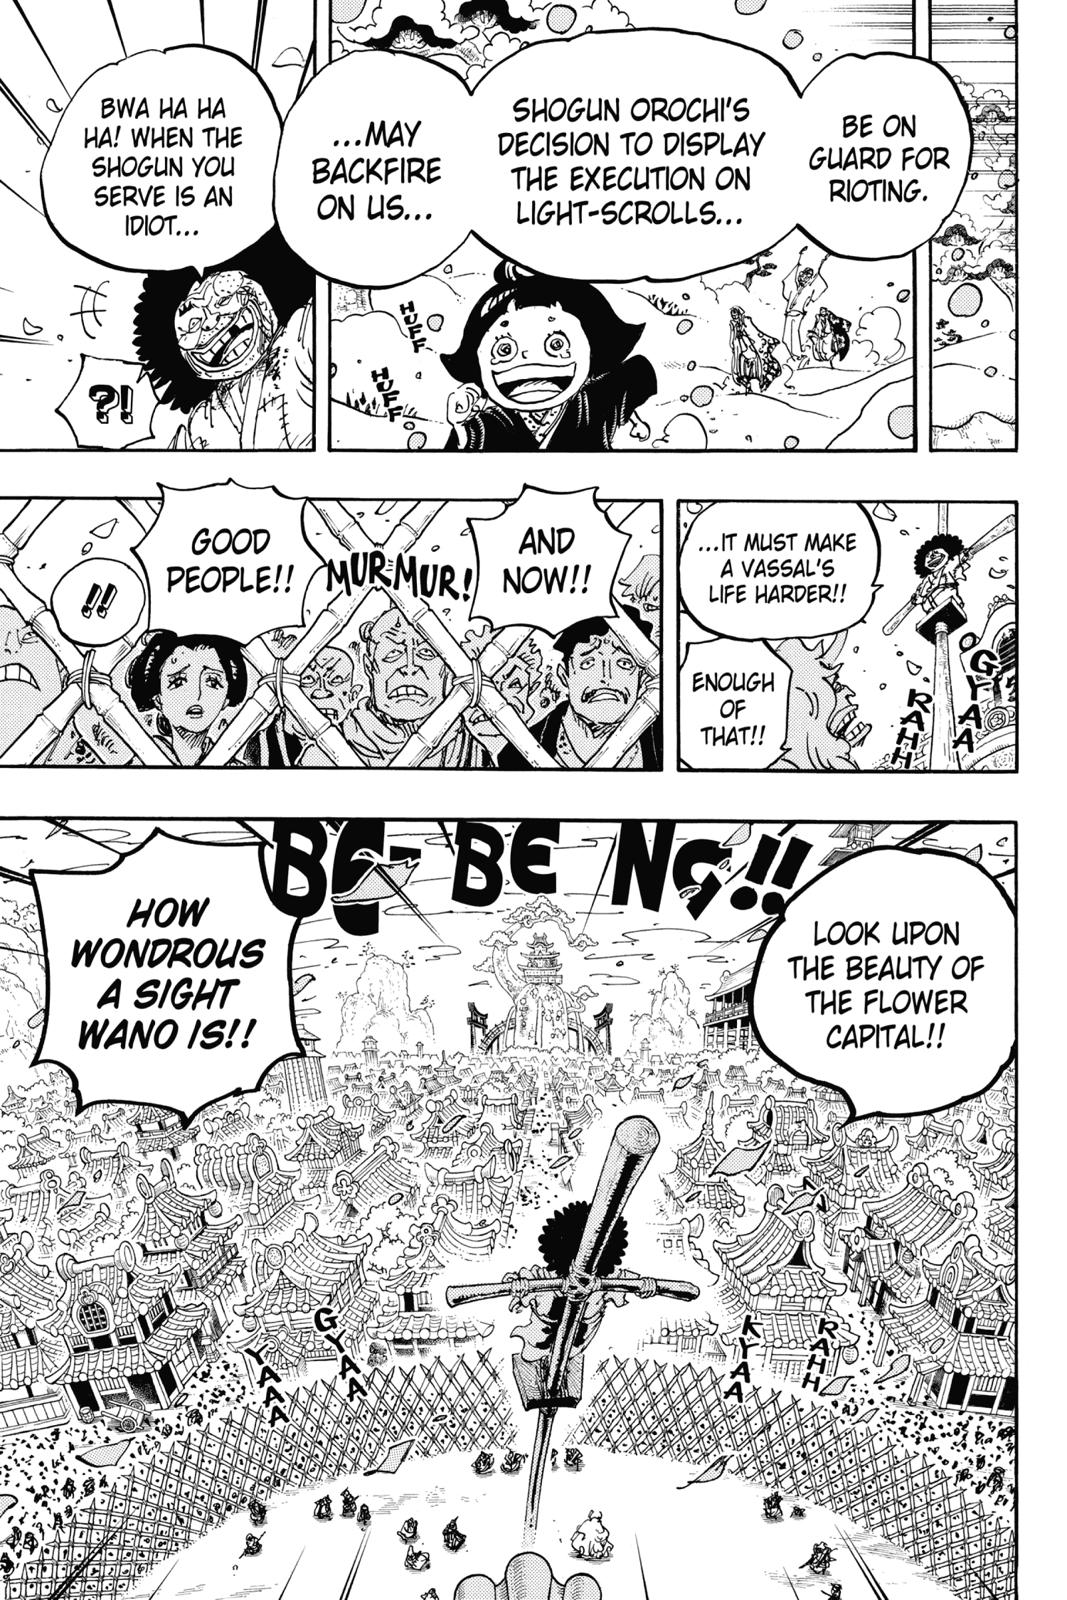 BE ON
GUARD FOR
RIOTING.
SHOGUN OROCHI'S
DECISION TO DISPLAY
THE EXECUTION ON
LIGHT-SCROLLS...
...MAY
BACKFIRE
ON US...
HUFF
HUFF
BWA HA HA
HA! WHEN THE
SHOGUN YOU
SERVE IS AN
IDIOT...
?!
...IT MUST MAKE
A VASSAL'S
LIFE HARDER!!
GYAA
RAHH
ENOUGH
OF
THAT!!
AND
NOW!!
MURMUR!
GOOD
PEOPLE!!
!!
BE-BENG!!
LOOK UPON
THE BEAUTY OF
THE FLOWER
CAPITAL!!
HOW
WONDROUS
A SIGHT
WANO IS!!
RAHH
KYAA
GYAA
YAAA